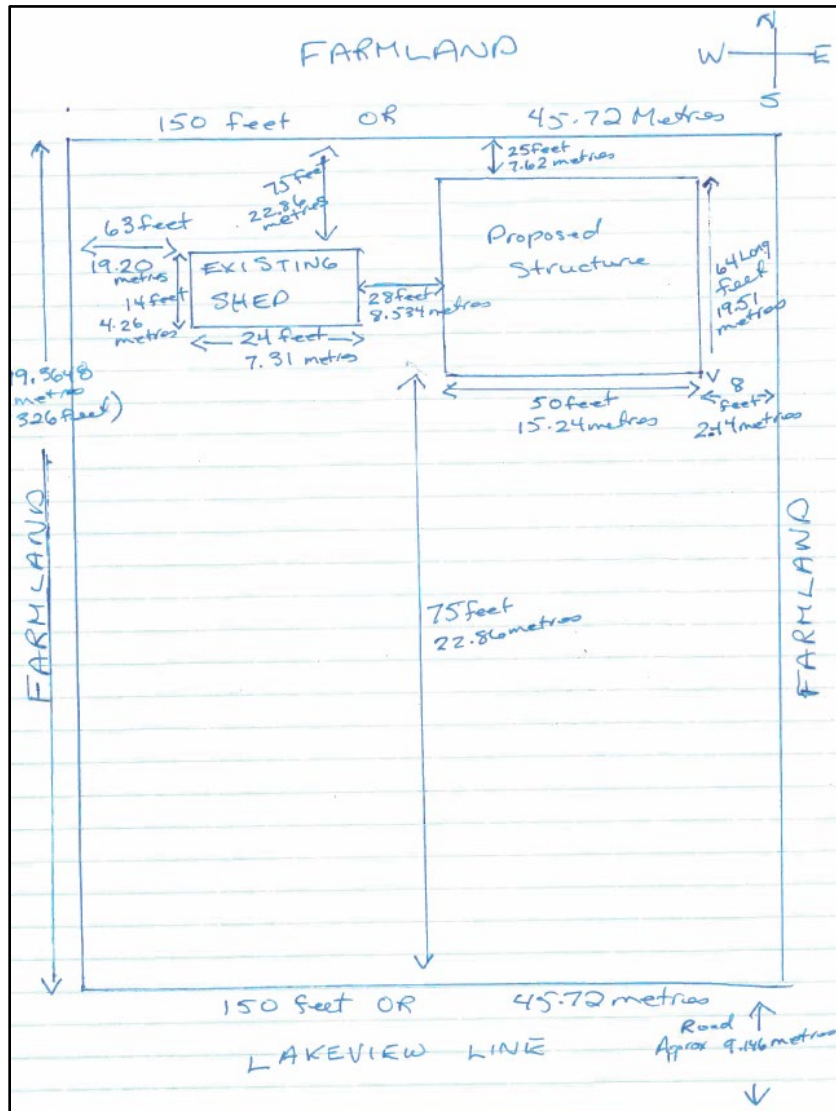 FARMLAND
N
W E
S
150 feet OR 45.72 Metres
25 feet
7.62 metres
75 feet
22.86
metres
63 feet
19.20
metres
14 feet
4.26
metres
EXISTING
SHED
28 feet
8.534 metres
Proposed
Structure
64 Long
feet
19.51
metres
24 feet
7.31 metres
9.3648
metres
326 feet)
50 feet
15.24 metres
8
feet
2.44 metres
FARMLAND
75 feet
22.86 metres
FARMLAND
150 feet OR 45.72 metres
LAKEVIEW LINE
Road
Approx 9.146 metres